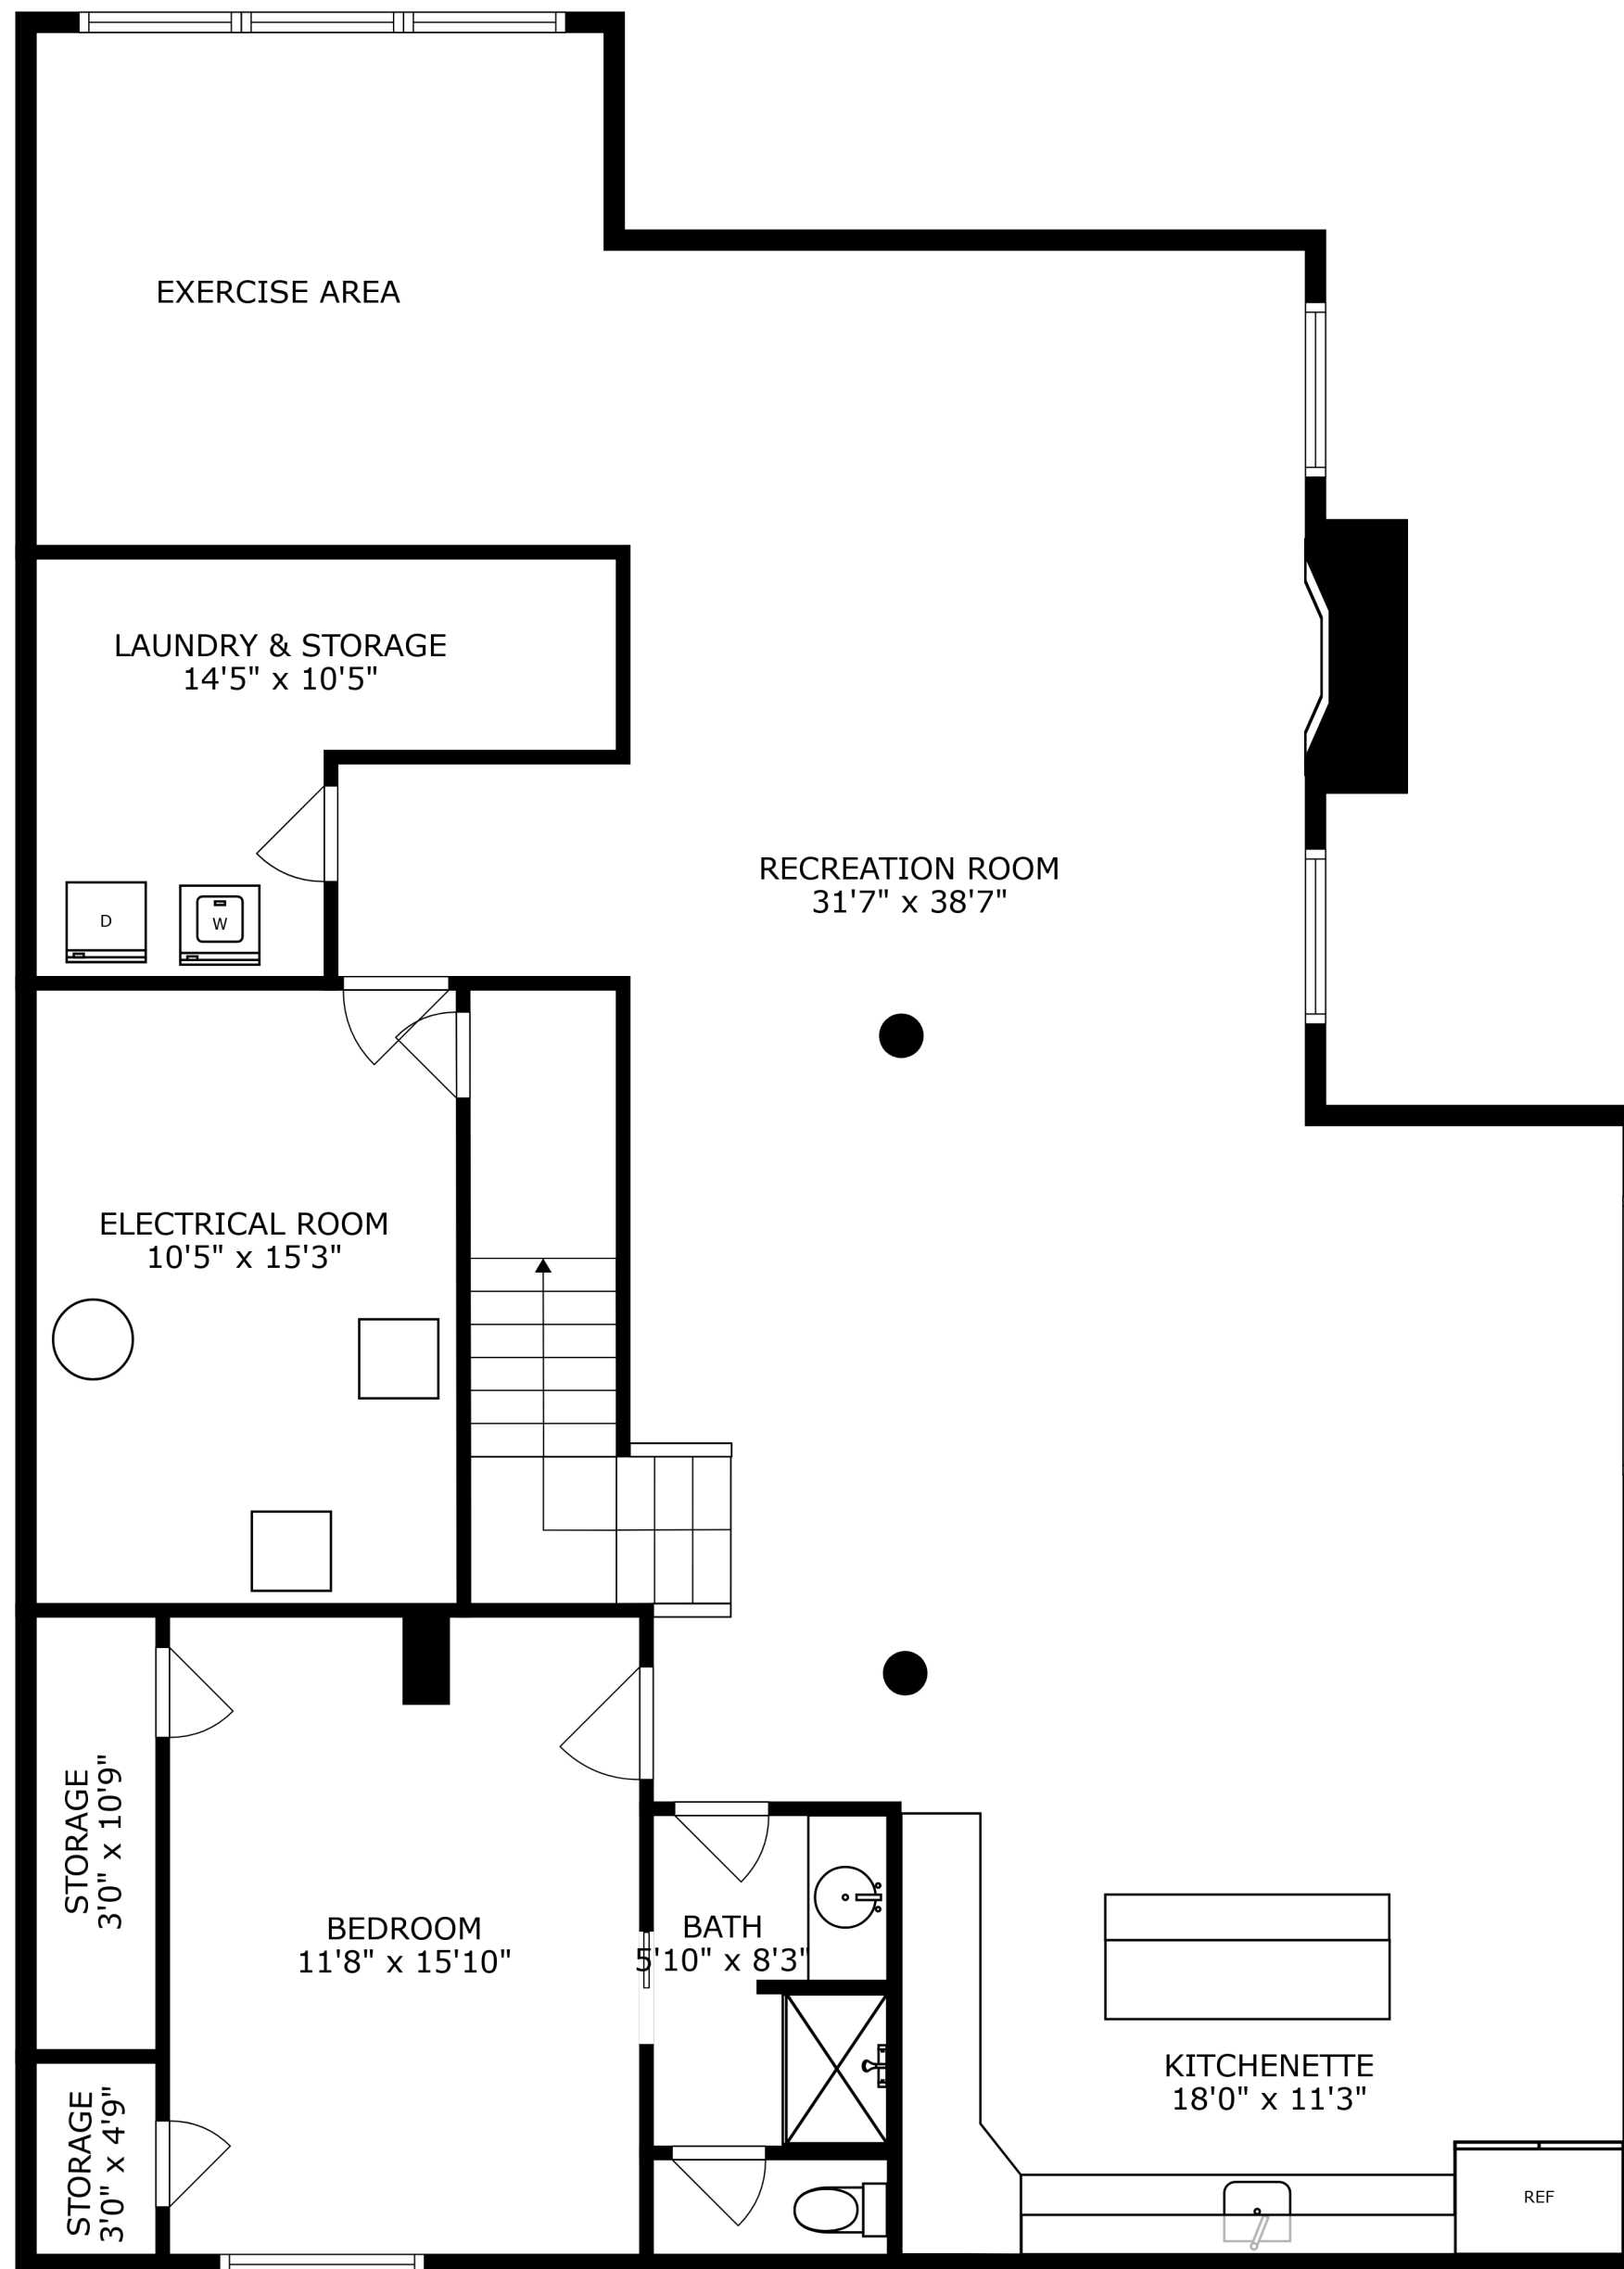 EXERCISE AREA
LAUNDRY & STORAGE
14'5" x 10'5"
RECREATION ROOM
31'7" x 38'7"
D
W
ELECTRICAL ROOM
10'5" x 15'3"
STORAGE
3'0" x 10'9"
BEDROOM
11'8" x 15'10"
BATH
5'10" x 8'3"
KITCHENETTE
18'0" x 11'3"
STORAGE
3'0" x 4'9"
REF